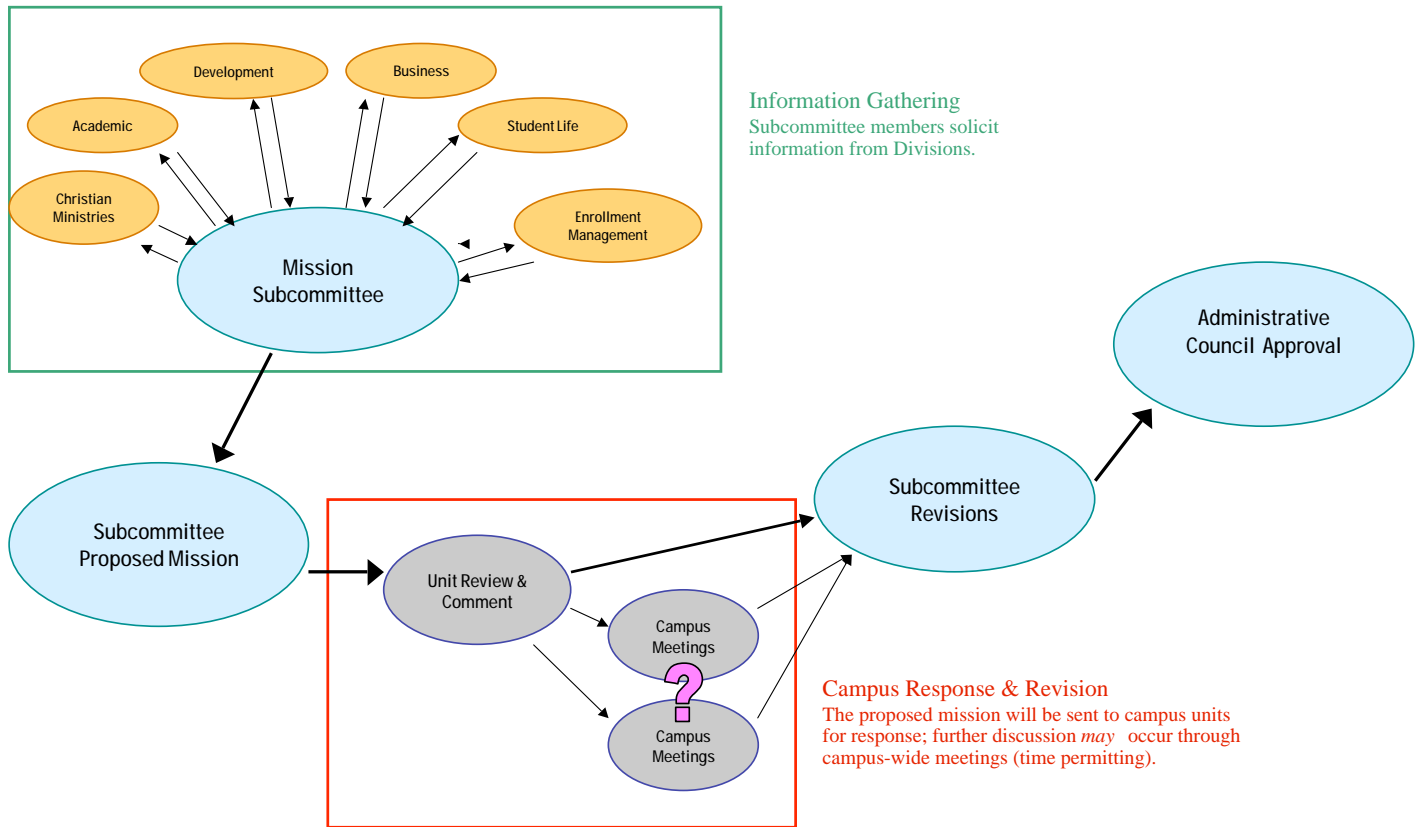 Development
Business
Academic
Student Life
Christian
Ministries
Enrollment
Management
Mission
Subcommittee
Information Gathering
Subcommittee members solicit
information from Divisions.
Administrative
Council Approval
Subcommittee
Revisions
Subcommittee
Proposed Mission
Unit Review &
Comment
Campus
Meetings
?
Campus
Meetings
Campus Response & Revision
The proposed mission will be sent to campus units
for response; further discussion may occur through
campus-wide meetings (time permitting).